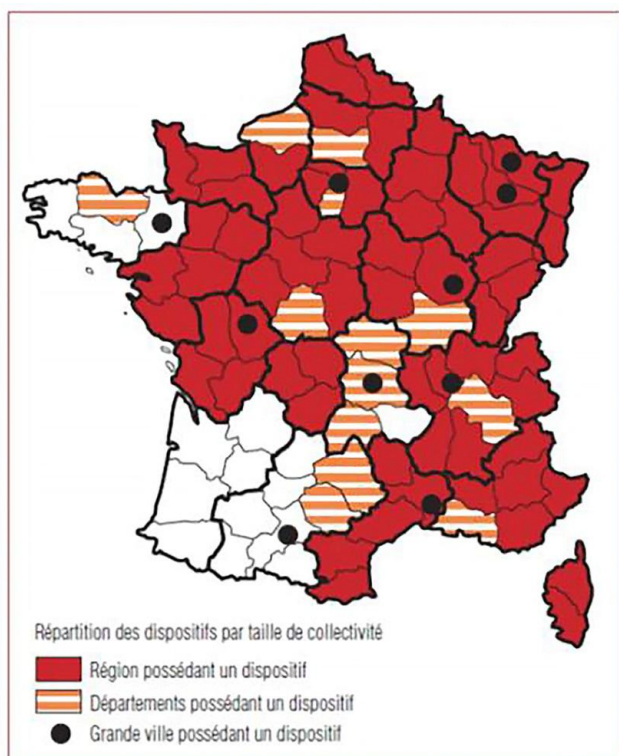 Répartition des dispositifs par taille de collectivité
Région possédant un dispositif
Départements possédant un dispositif
Grande ville possédant un dispositif